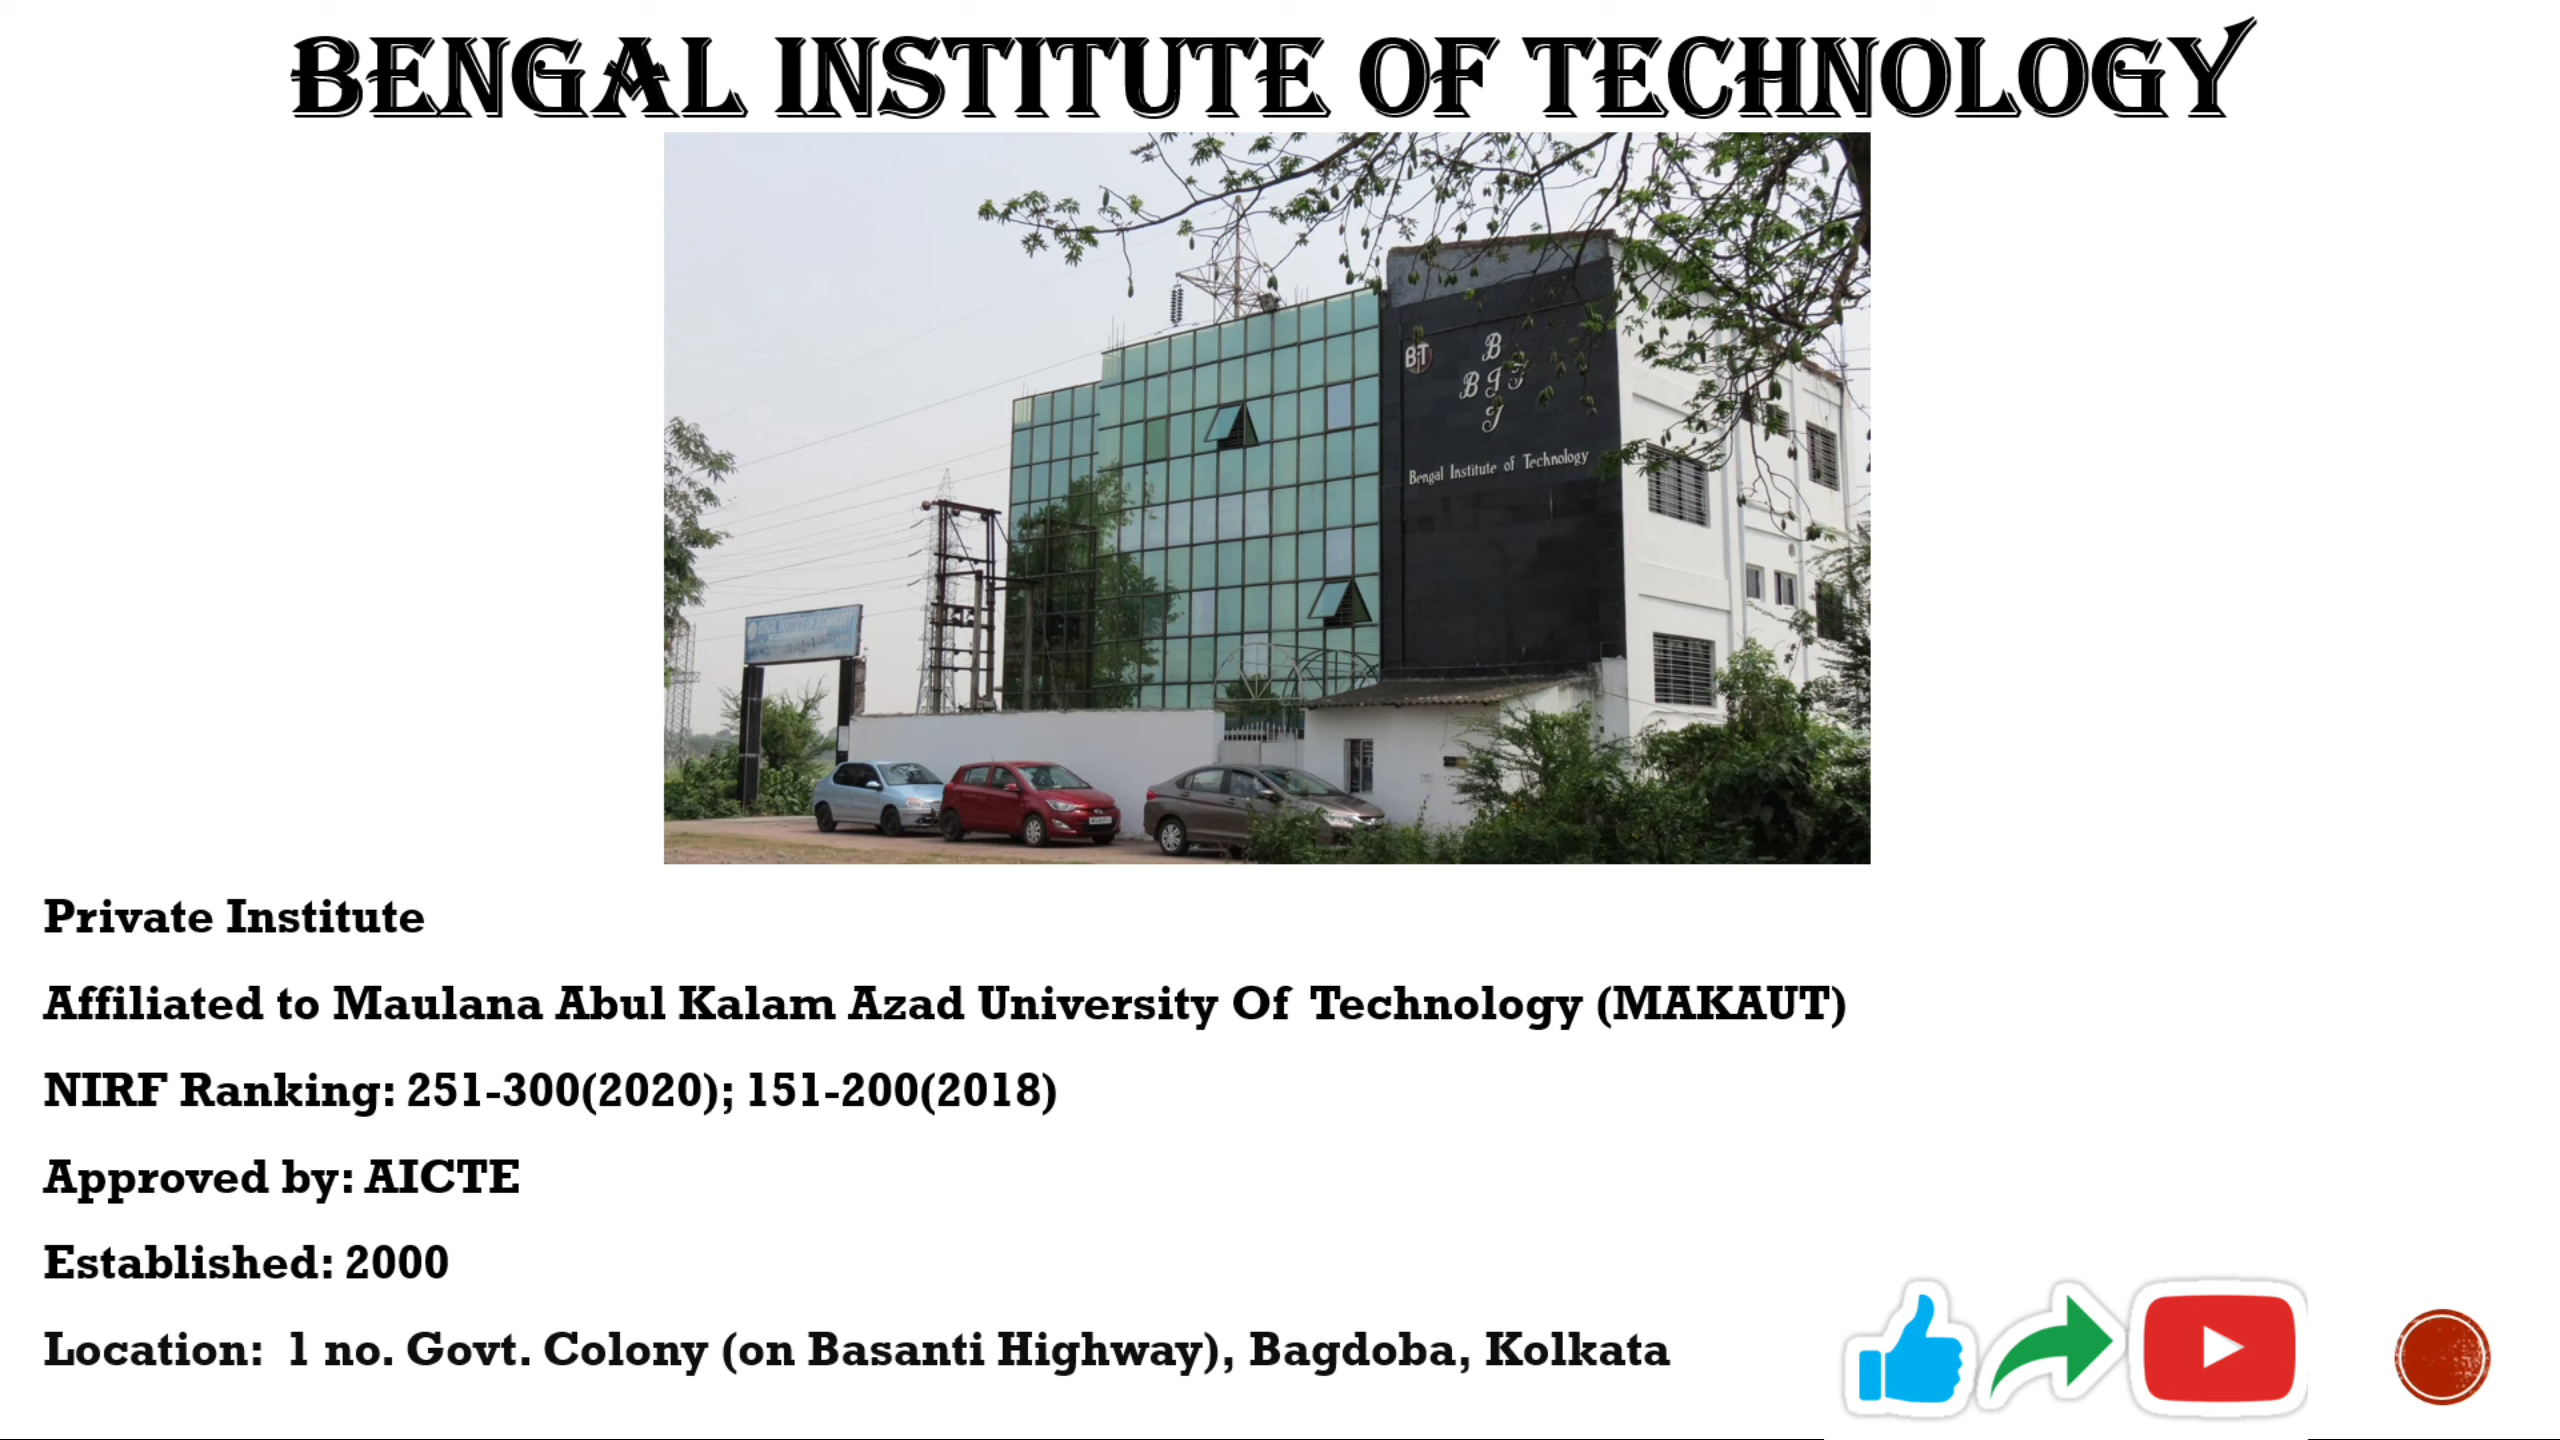 BENGAL INSTITUTE OF TECHNOLOGY
BIT
B
B I T
T
Bengal Institute of Technology
Private Institute
Affiliated to Maulana Abul Kalam Azad University Of Technology (MAKAUT)
NIRF Ranking: 251-300(2020); 151-200(2018)
Approved by: AICTE
Established: 2000
Location: 1 no. Govt. Colony (on Basanti Highway), Bagdoba, Kolkata